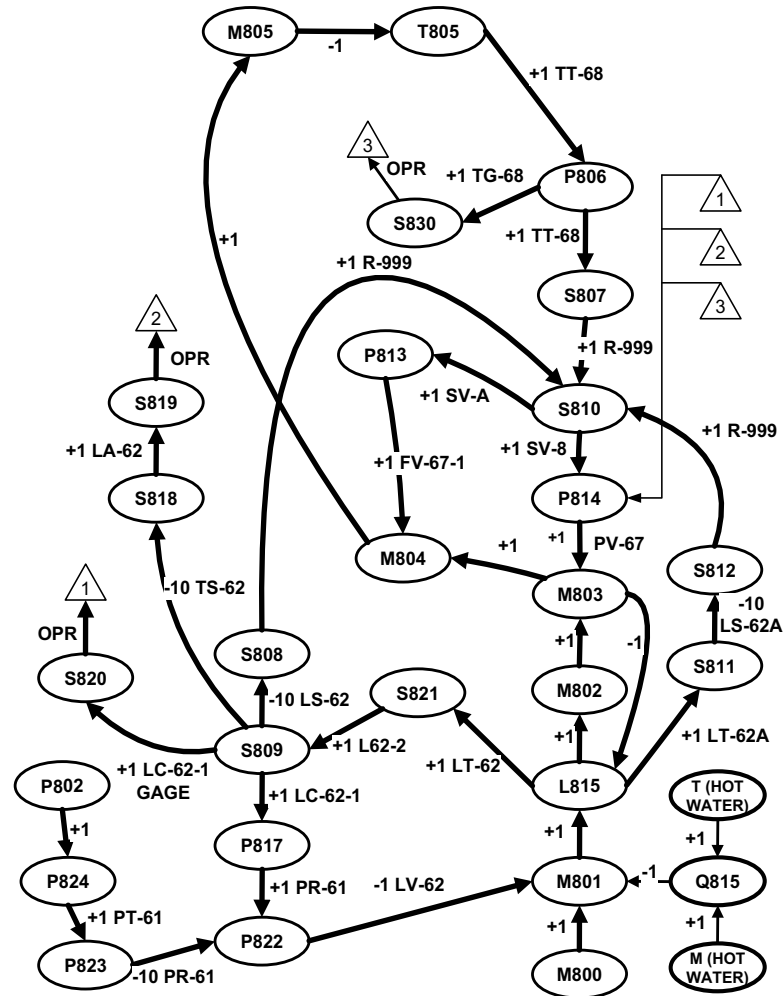 M805
-1
T805
+1 TT-68
3
OPR
+1 TG-68
P806
1
S830
+1 TT-68
2
+1
+1 R-999
S807
3
2
P813
+1 R-999
OPR
S819
+1 SV-A
S810
+1 R-999
+1 LA-62
+1 SV-8
+1 FV-67-1
S818
P814
+1
PV-67
M804
+1
S812
1
-10 TS-62
M803
-10
LS-62A
OPR
S808
-1
+1
S820
S821
M802
S811
-10 LS-62
S809
+1 L62-2
+1
+1 LT-62A
+1 LT-62
+1 LC-62-1
GAGE
P802
L815
T (HOT
WATER)
+1 LC-62-1
+1
P817
+1
+1
P824
+1 PR-61
-1 LV-62
M801
-1
Q815
+1 PT-61
P822
+1
+1
P823
-10 PR-61
M800
M (HOT
WATER)